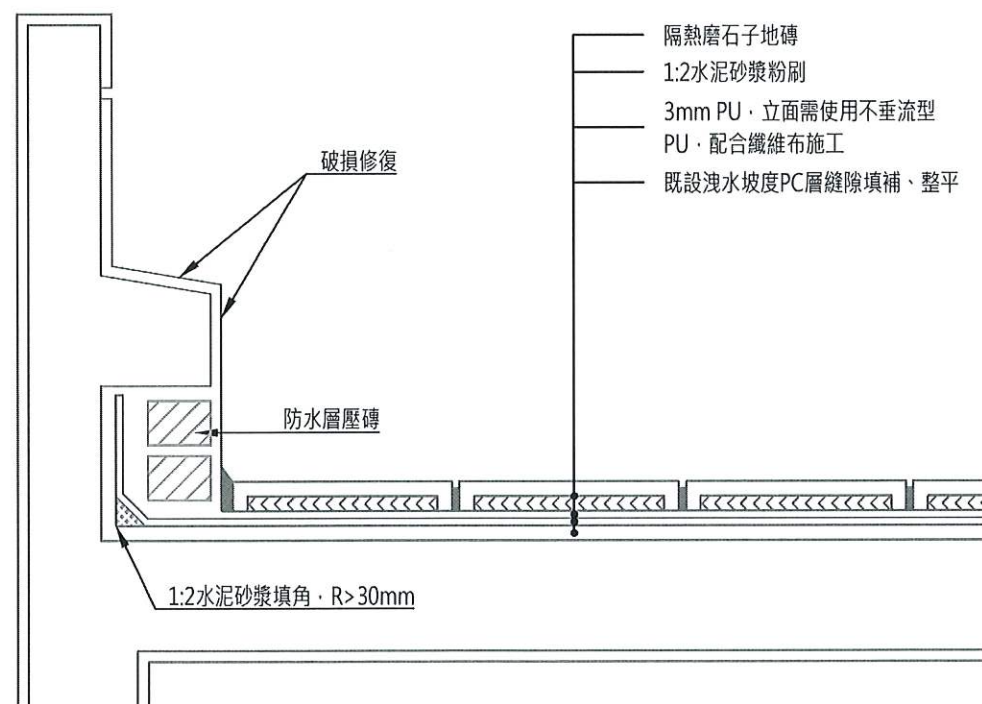 隔熱磨石子地磚
1:2水泥砂漿粉刷
3mm PU，立面需使用不垂流型
PU，配合纖維布施工
既設洩水坡度PC層縫隙填補、整平
破損修復
防水層壓磚
1:2水泥砂漿填角，R>30mm